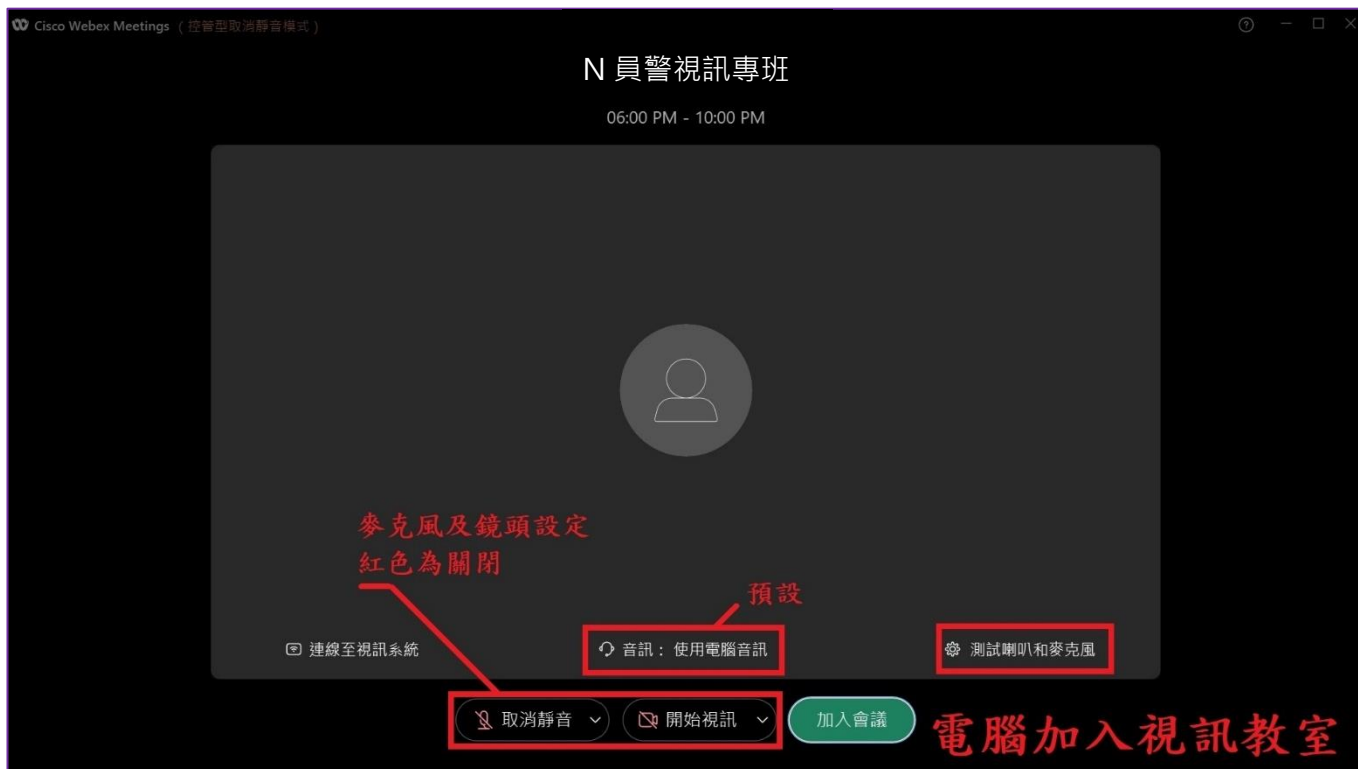 Cisco Webex Meetings （控管型取消靜音模式）
N 員警視訊專班
06:00 PM - 10:00 PM
麥克風及鏡頭設定
紅色為關閉
預設
連線至視訊系統
音訊： 使用電腦音訊
測試喇叭和麥克風
取消靜音
開始視訊
加入會議
電腦加入視訊教室